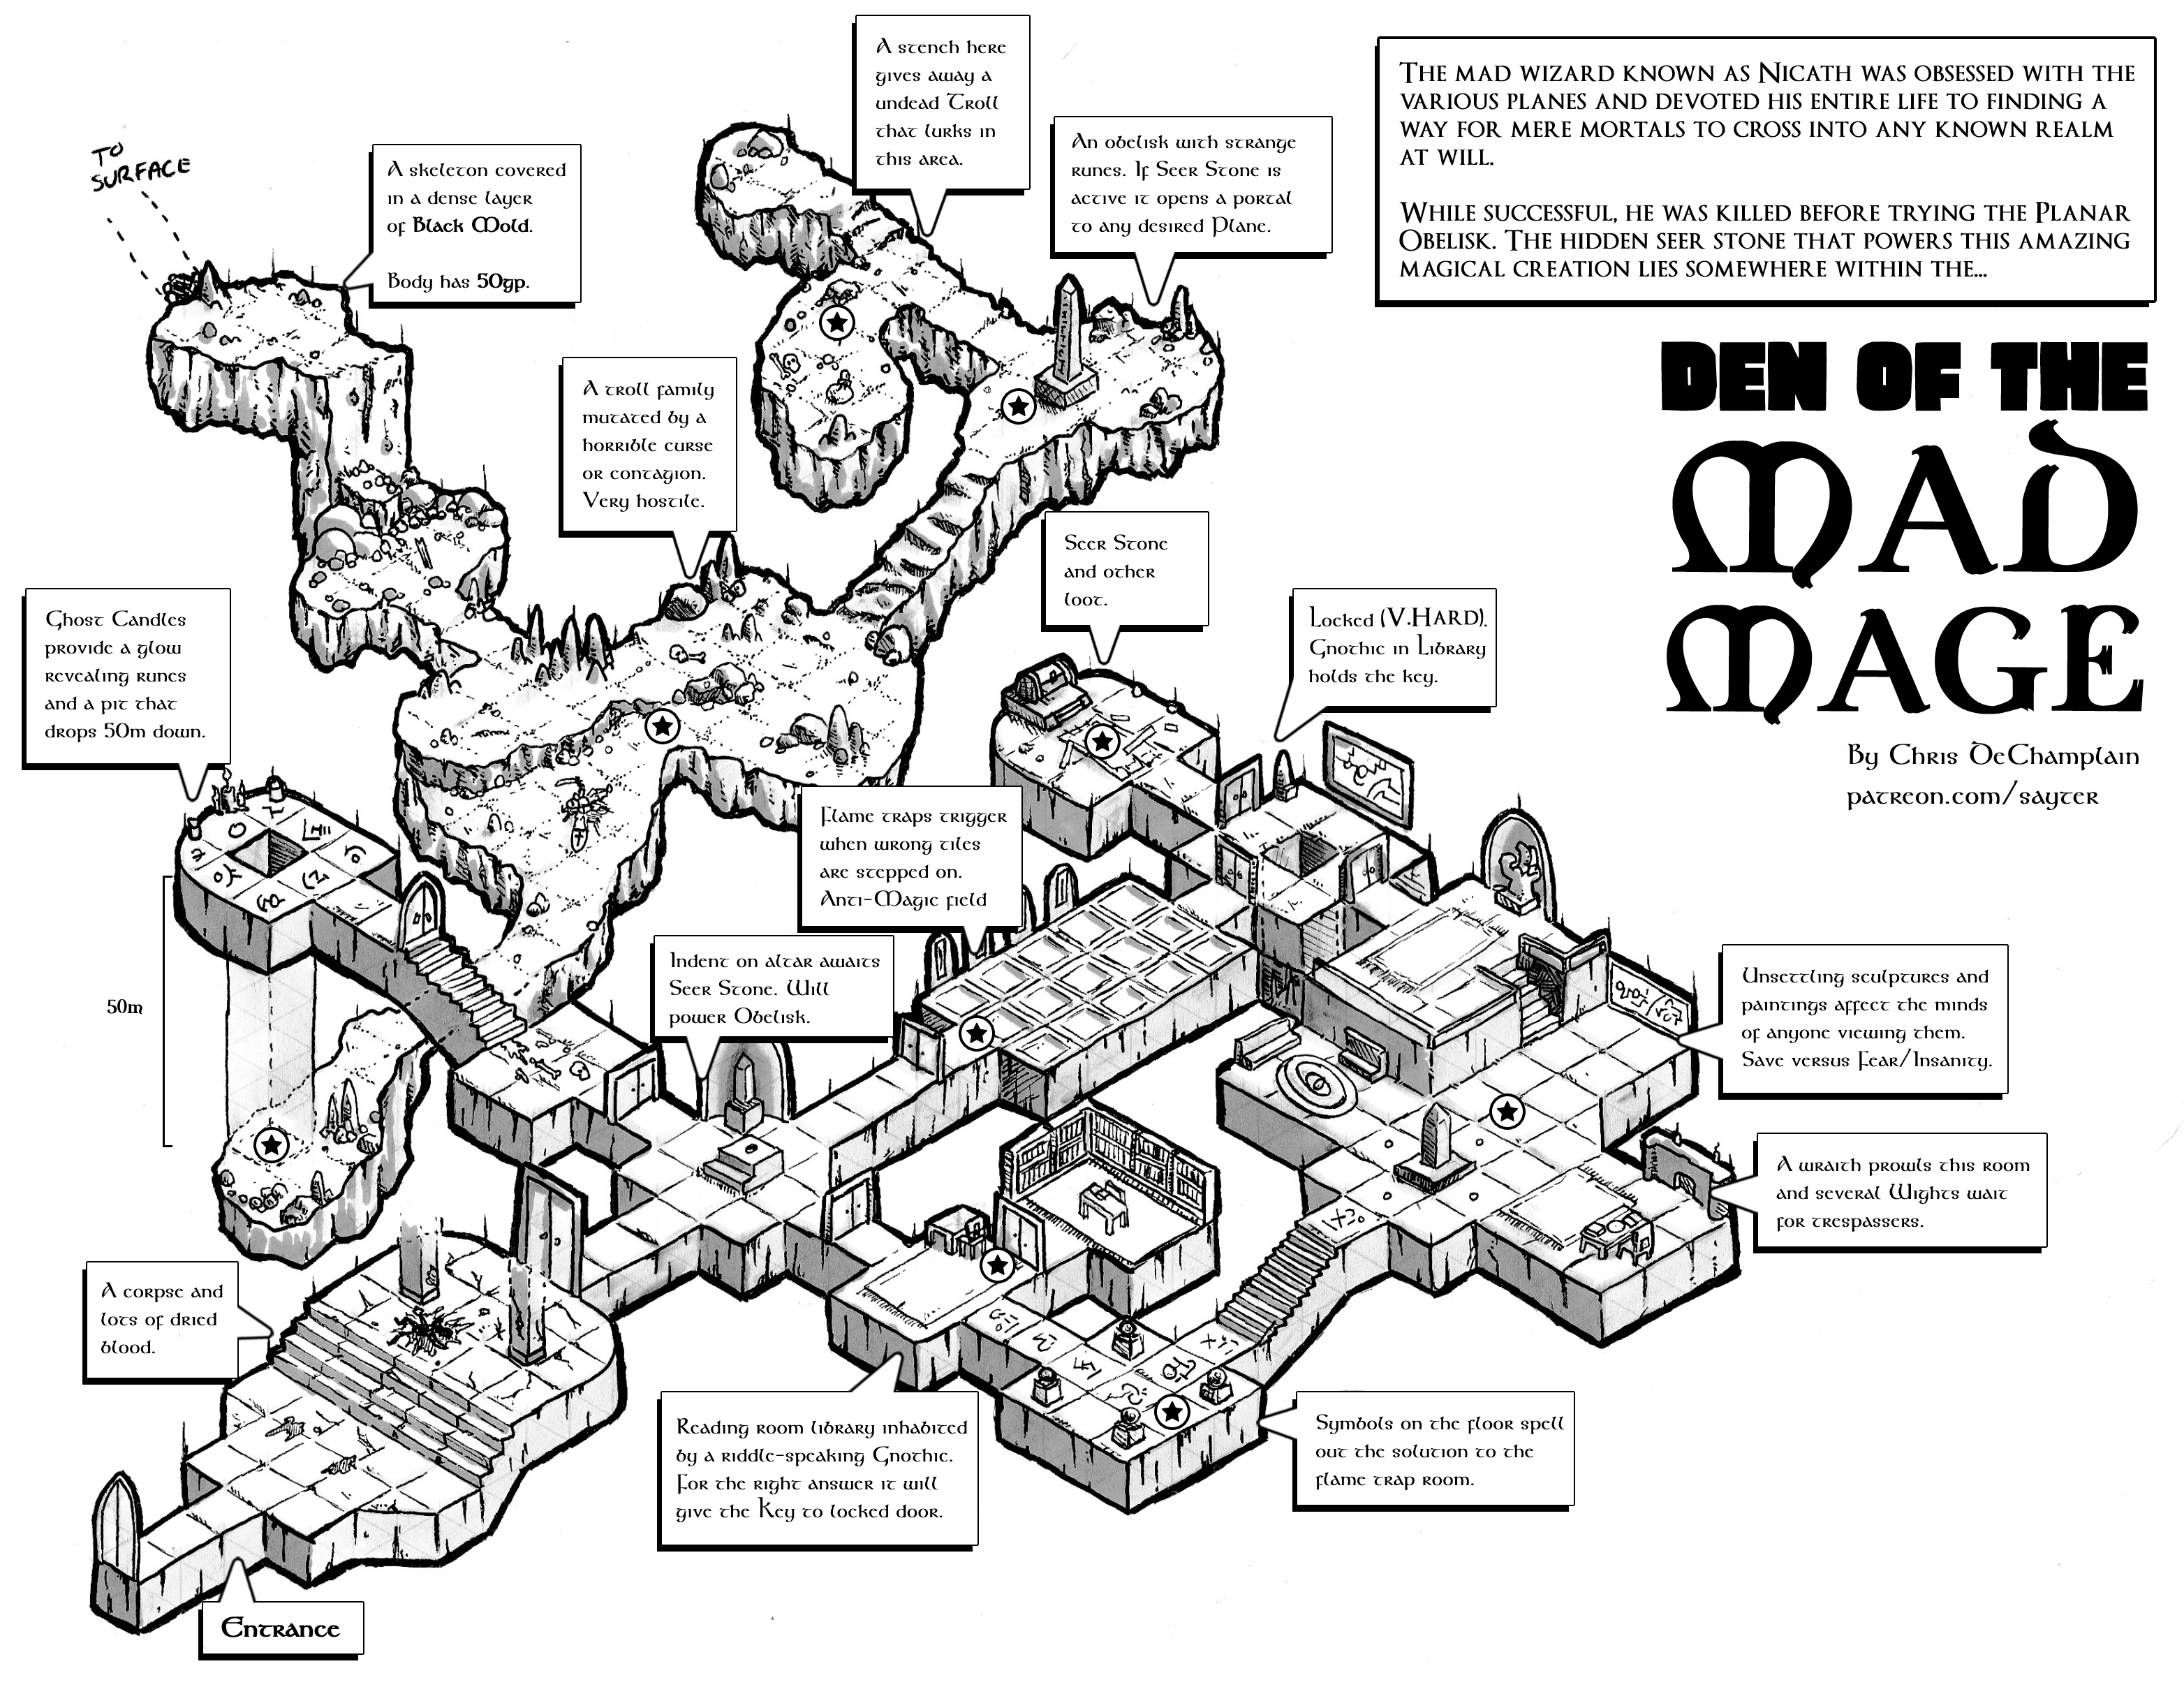 THE MAD WIZARD KNOWN AS NICATH WAS OBSESSED WITH THE
VARIOUS PLANES AND DEVOTED HIS ENTIRE LIFE TO FINDING A
WAY FOR MERE MORTALS TO CROSS INTO ANY KNOWN REALM
AT WILL.
WHILE SUCCESSFUL, HE WAS KILLED BEFORE TRYING THE PLANAR
OBELISK. THE HIDDEN SEER STONE THAT POWERS THIS AMAZING
MAGICAL CREATION LIES SOMEWHERE WITHIN THE...
DEN OF THE
MAD
MAGE
By Chris DeChamplain
patreon.com/sayter
A stench here
gives away a
undead Troll
that lurks in
this area.
An obelisk with strange
runes. If Seer Stone is
active it opens a portal
to any desired Plane.
TO
SURFACE
A skeleton covered
in a dense layer
of Black Mold.
Body has 50gp.
A troll family
mutated by a
horrible curse
or contagion.
Very hostile.
Seer Stone
and other
loot.
Locked (V.HARD).
Gnothic in Library
holds the key.
Ghost Candles
provide a glow
revealing runes
and a pit that
drops 50m down.
Flame traps trigger
when wrong tiles
are stepped on.
Anti-Magic field
Indent on altar awaits
Seer Stone. Will
power Obelisk.
50m
Unsettling sculptures and
paintings affect the minds
of anyone viewing them.
Save versus Fear/Insanity.
A wraith prowls this room
and several Wights wait
for trespassers.
A corpse and
lots of dried
blood.
Reading room library inhabited
by a riddle-speaking Gnothic.
For the right answer it will
give the Key to locked door.
Symbols on the floor spell
out the solution to the
flame trap room.
Entrance